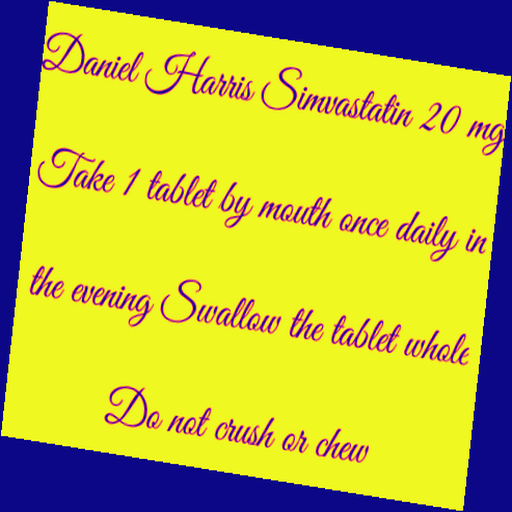 Daniel Harris Simvastatin 20 mg
Take 1 tablet by mouth once daily in
the evening Swallow the tablet whole
Do not crush or chew